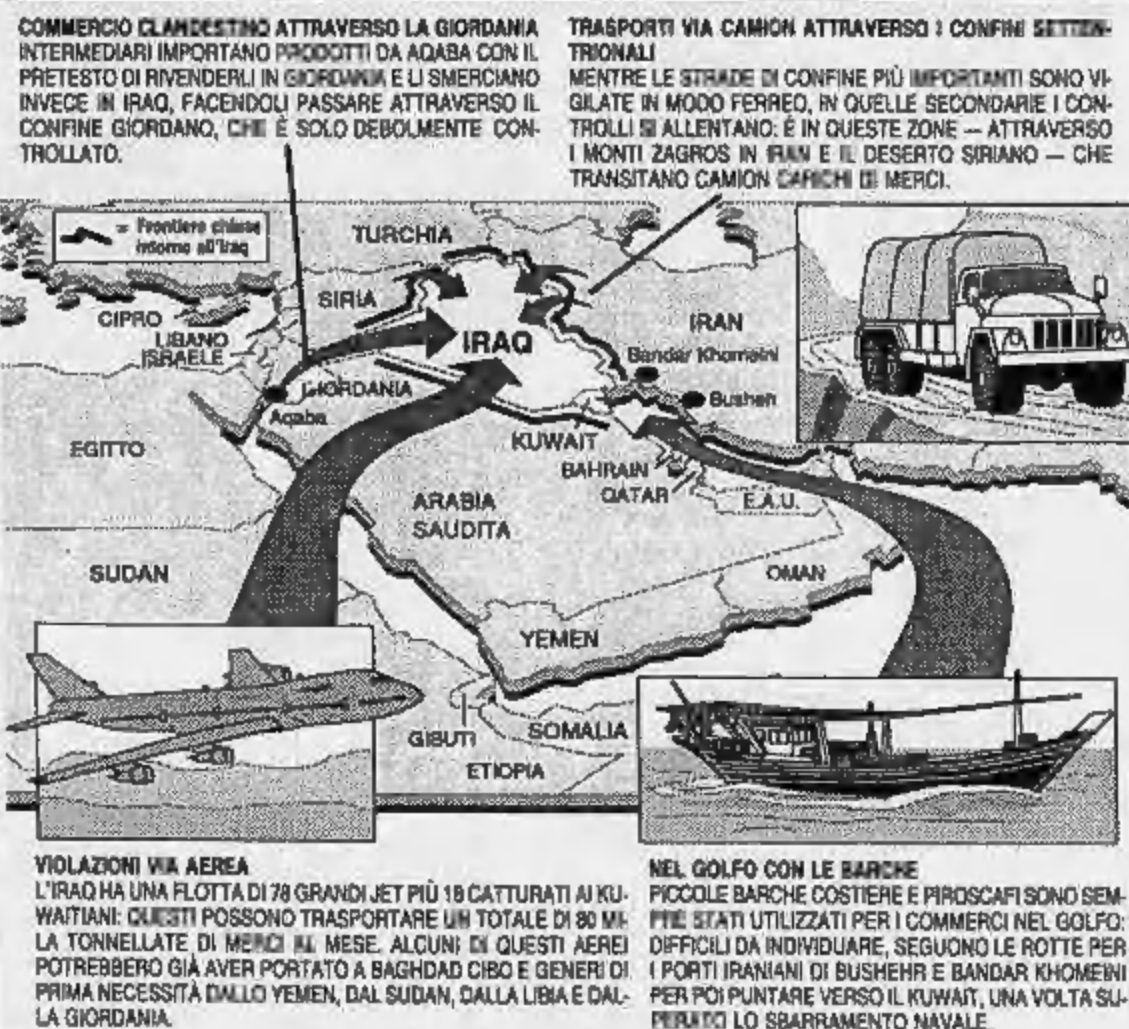 COMMERCIO CLANDESTINO ATTRAVERSO LA GIORDANIA
INTERMEDIARI IMPORTANO PRODOTTI DA AQABA CON IL
PRETESTO DI RIVENDERLI IN GIORDANIA E LI SMERCIANO
INVECE IN IRAQ, FACENDOLI PASSARE ATTRAVERSO IL
CONFINE GIORDANO, CHE È SOLO DEBOLMENTE CON-
TROLLATO.
TRASPORTI VIA CAMION ATTRAVERSO I CONFINI SETTEN-
TRIONALI
MENTRE LE STRADE DI CONFINE PIÙ IMPORTANTI SONO VI-
GILATE IN MODO FERREO, IN QUELLE SECONDARIE I CON-
TROLLI SI ALLENTANO: È IN QUESTE ZONE — ATTRAVERSO
I MONTI ZAGROS IN IRAN E IL DESERTO SIRIANO — CHE
TRANSITANO CAMION CARICHI DI MERCI.
= Frontiere chiuse
intorno all'Iraq
TURCHIA
SIRIA
CIPRO
LIBANO
ISRAELE
IRAQ
IRAN
Bandar Khomeini
GIORDANIA
Aqaba
Busheh
EGITTO
KUWAIT
BAHRAIN
QATAR
E.A.U.
ARABIA
SAUDITA
SUDAN
OMAN
YEMEN
GIBUTI
SOMALIA
ETIOPIA
VIOLAZIONI VIA AEREA
L'IRAQ HA UNA FLOTTA DI 78 GRANDI JET PIÙ 18 CATTURATI AI KU-
WAITIANI: QUESTI POSSONO TRASPORTARE UN TOTALE DI 80 MI-
LA TONNELLATE DI MERCI AL MESE. ALCUNI DI QUESTI AEREI
POTREBBERO GIÀ AVER PORTATO A BAGHDAD CIBO E GENERI DI
PRIMA NECESSITÀ DALLO YEMEN, DAL SUDAN, DALLA LIBIA E DAL-
LA GIORDANIA.
NEL GOLFO CON LE BARCHE
PICCOLE BARCHE COSTIERE E PIROSCAFI SONO SEM-
PRE STATI UTILIZZATI PER I COMMERCI NEL GOLFO:
DIFFICILI DA INDIVIDUARE, SEGUONO LE ROTTE PER
I PORTI IRANIANI DI BUSHEHR E BANDAR KHOMEINI
PER POI PUNTARE VERSO IL KUWAIT, UNA VOLTA SU-
PERATO LO SBARRAMENTO NAVALE.